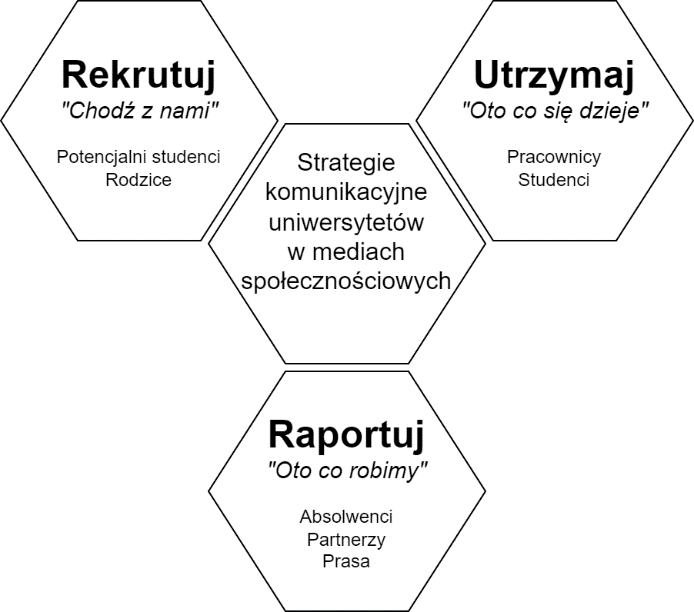 Rekrutuj
"Chodź z nami"
Potencjalni studenci
Rodzice
Utrzymaj
"Oto co się dzieje"
Pracownicy
Studenci
Strategie
komunikacyjne
uniwersytetów
w mediach
społecznościowych
Raportuj
"Oto co robimy"
Absolwenci
Partnerzy
Prasa